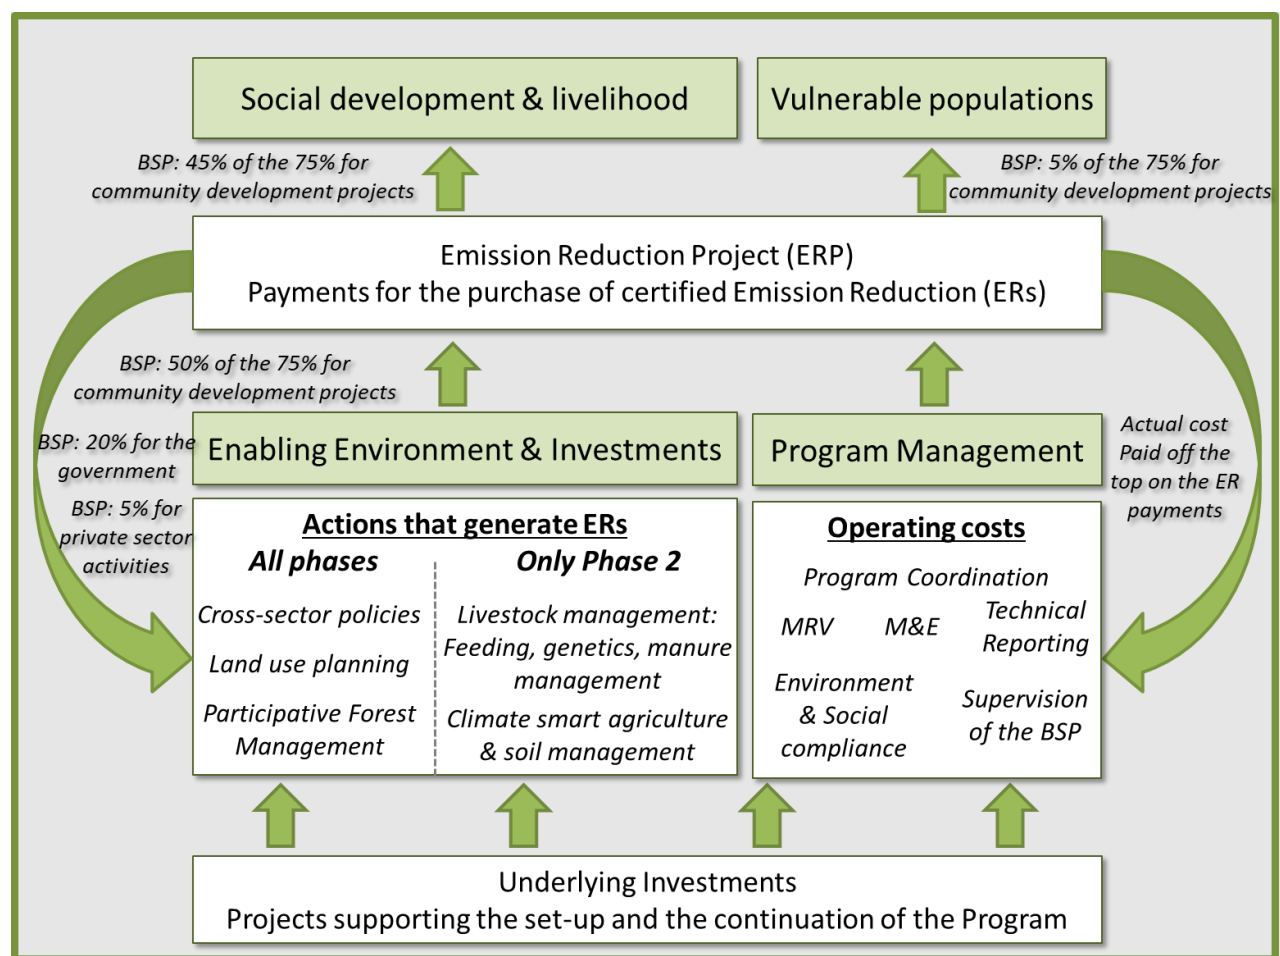 Social development & livelihood
Vulnerable populations
BSP: 45% of the 75% for
community development projects
BSP: 5% of the 75% for
community development projects
Emission Reduction Project (ERP)
Payments for the purchase of certified Emission Reduction (ERs)
BSP: 50% of the 75% for
community development projects
BSP: 20% for the
government
BSP: 5% for
private sector
activities
Enabling Environment & Investments
Program Management
Actual cost
Paid off the
top on the ER
payments
Actions that generate ERs
All phases
Cross-sector policies
Land use planning
Participative Forest
Management
Only Phase 2
Livestock management:
Feeding, genetics, manure
management
Climate smart agriculture
& soil management
Operating costs
Program Coordination
MRV
M&E
Technical
Reporting
Environment
& Social
compliance
Supervision
of the BSP
Underlying Investments
Projects supporting the set-up and the continuation of the Program